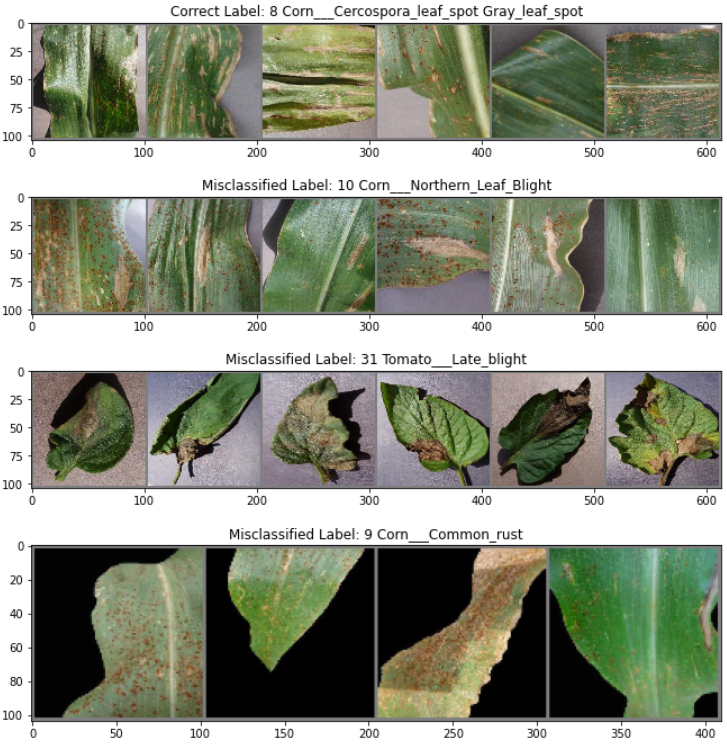 Correct Label: 8 Corn___Cercospora_leaf_spot Gray_leaf_spot
0
25
50
75
100
0 100 200 300 400 500 600
Misclassified Label: 10 Corn___Northern_Leaf_Blight
0
25
50
75
100
0 100 200 300 400 500 600
Misclassified Label: 31 Tomato___Late_blight
0
25
50
75
100
0 100 200 300 400 500 600
Misclassified Label: 9 Corn___Common_rust
0
20
40
60
80
100
0 50 100 150 200 250 300 350 400